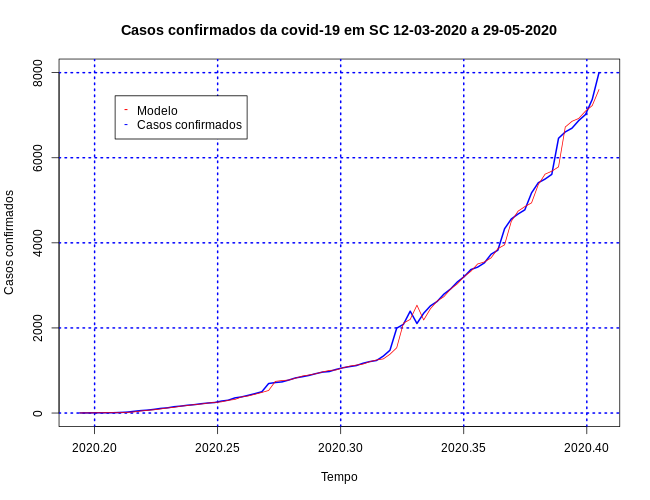 Casos confirmados da covid-19 em SC 12-03-2020 a 29-05-2020
Casos confirmados
8000
6000
4000
2000
0
- Modelo
- Casos confirmados
2020.20 2020.25 2020.30 2020.35 2020.40
Tempo